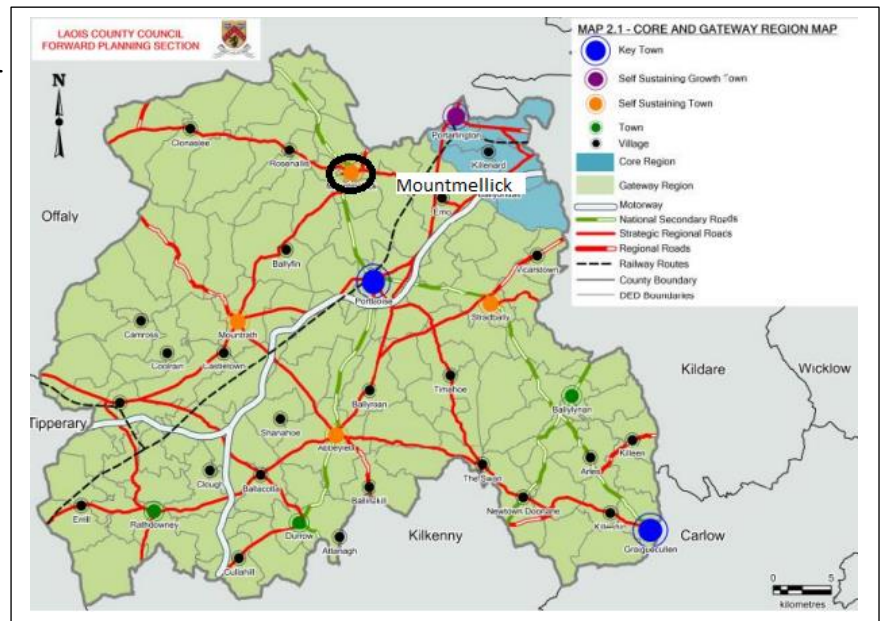 LAOIS COUNTY COUNCIL
FORWARD PLANNING SECTION
MAP 2.1 - CORE AND GATEWAY REGION MAP
Key Town
Self Sustaining Growth Town
Self Sustaining Town
Town
Village
Core Region
Gateway Region
Motorway
National Secondary Roads
Strategic Regional Roads
Regional Roads
Railway Routes
County Boundary
DED Boundaries
N
Portarlington
Clonaslee
Rosenallis
Killenard
Mountmellick
Emo
Offaly
Ballyfin
Vicarstown
Portlaoise
Stradbally
Camross
Mountrath
Coolrain
Castletown
Kildare
Wicklow
Timahoe
Ballyroan
Ballylynan
Tipperary
Shanahoe
Abbeyleix
Killeen
Arles
Clough
Ballacolla
The Swan
Ballinakill
Newtown Doonane
Errill
Rathdowney
Durrow
Killeshin
Attanagh
Kilkenny
Graiguecullen
Carlow
Cullahill
0 5
kilometres